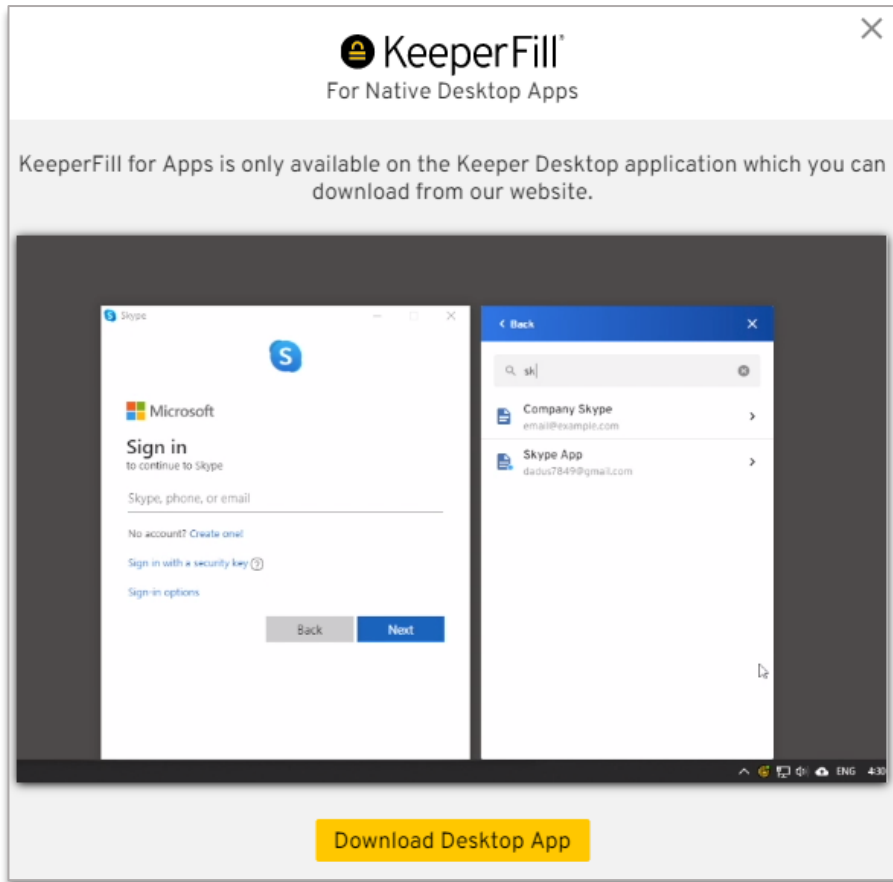 KeeperFill®
For Native Desktop Apps
KeeperFill for Apps is only available on the Keeper Desktop application which you can
download from our website.
Skype
S
Microsoft
Sign in
to continue to Skype
Skype, phone, or email
No account? Create one!
Sign in with a security key
Sign-in options
Back Next
< Back
sk
Company Skype
email@example.com
Skype App
dadus7849@gmail.com
ENG 4:30
Download Desktop App